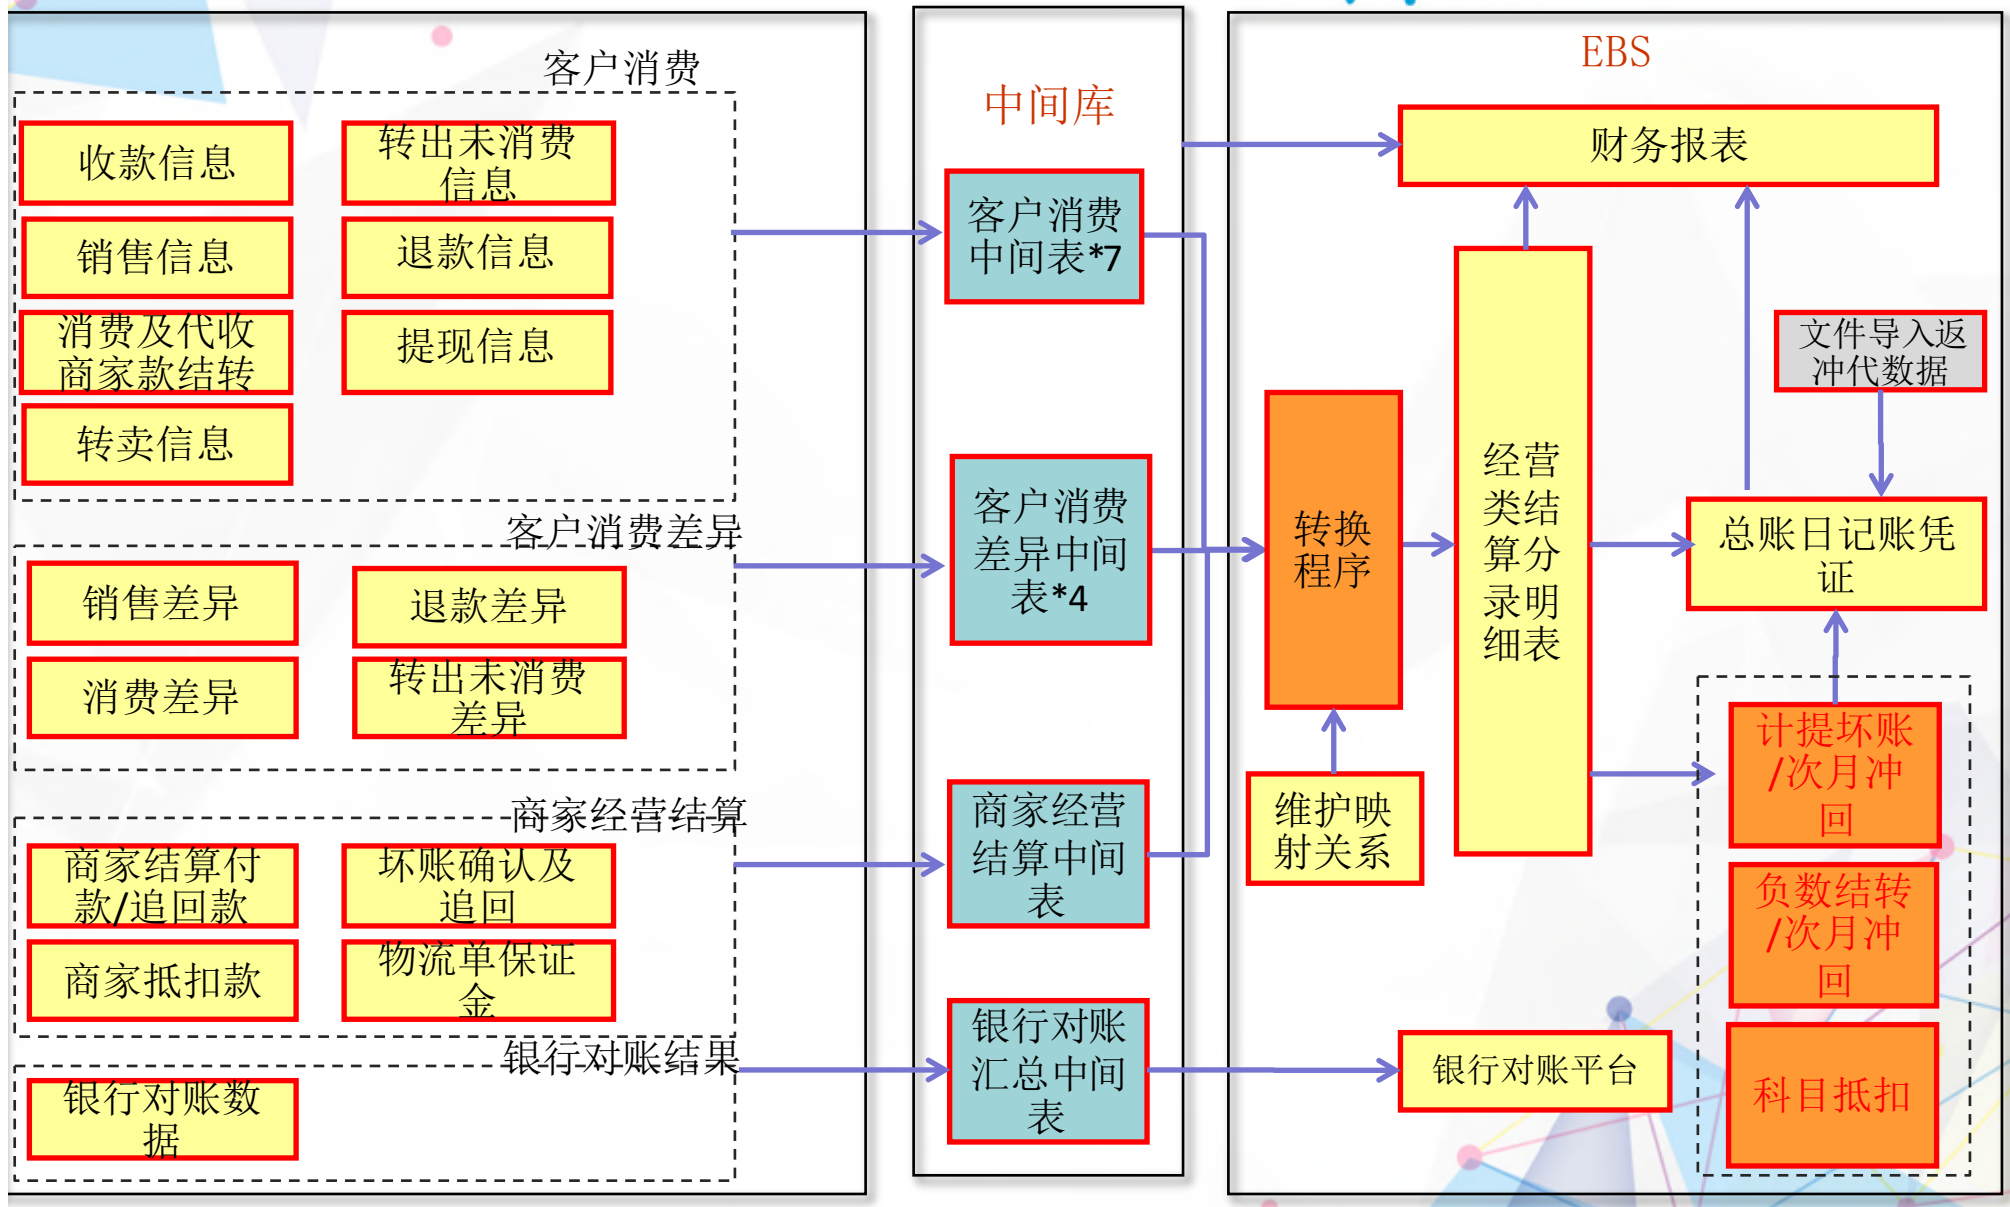 客户消费
收款信息
转出未消费
信息
销售信息
退款信息
消费及代收
商家款结转
提现信息
转卖信息
客户消费差异
销售差异
退款差异
消费差异
转出未消费
差异
商家经营结算
商家结算付
款/追回款
坏账确认及
追回
商家抵扣款
物流单保证
金
银行对账结果
银行对账数
据
中间库
客户消费
中间表*7
客户消费
差异中间
表*4
商家经营
结算中间
表
银行对账
汇总中间
表
EBS
财务报表
文件导入返
冲代数据
转换
程序
经营
类结
算分
录明
细表
总账日记账凭
证
维护映
射关系
计提坏账
/次月冲
回
负数结转
/次月冲
回
科目抵扣
银行对账平台